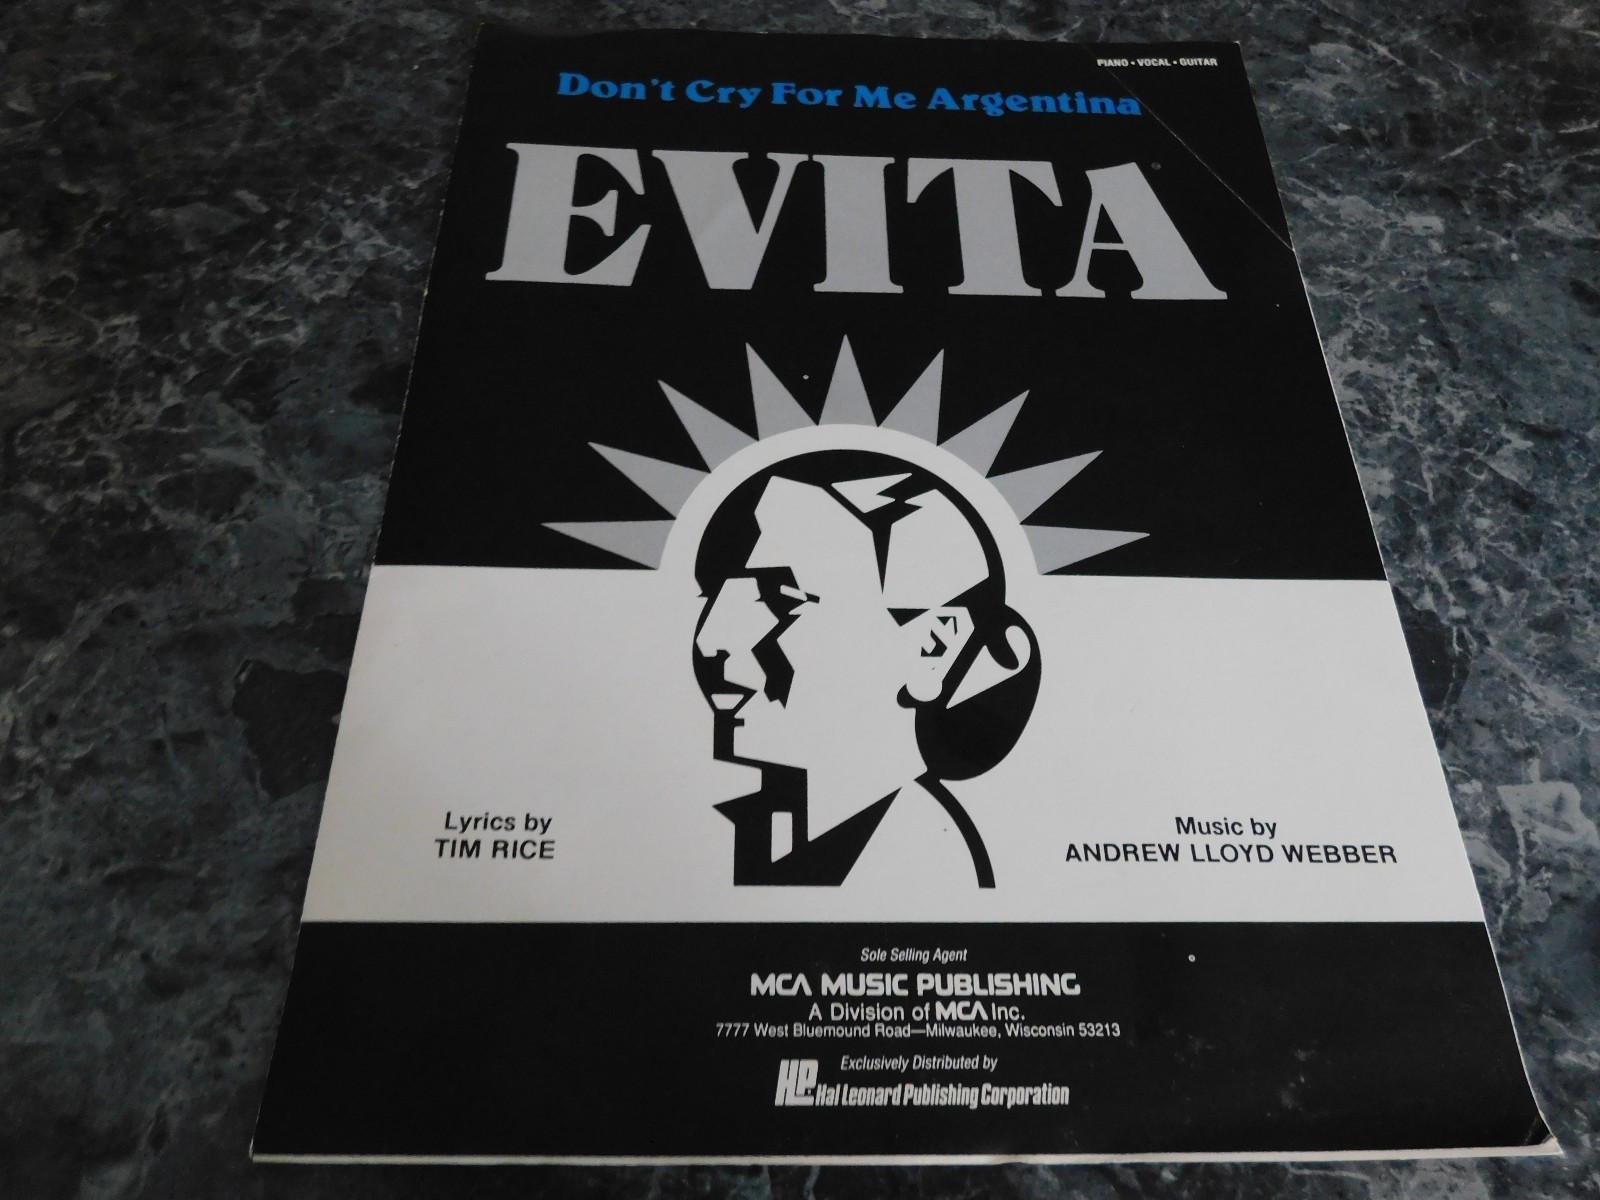 PIANO • VOCAL • GUITAR
Don't Cry For Me Argentina
EVITA
Lyrics by
TIM RICE
Music by
ANDREW LLOYD WEBBER
Sole Selling Agent
MCA MUSIC PUBLISHING
A Division of MCA Inc.
7777 West Bluemound Road—Milwaukee, Wisconsin 53213
Exclusively Distributed by
HL Hal Leonard Publishing Corporation